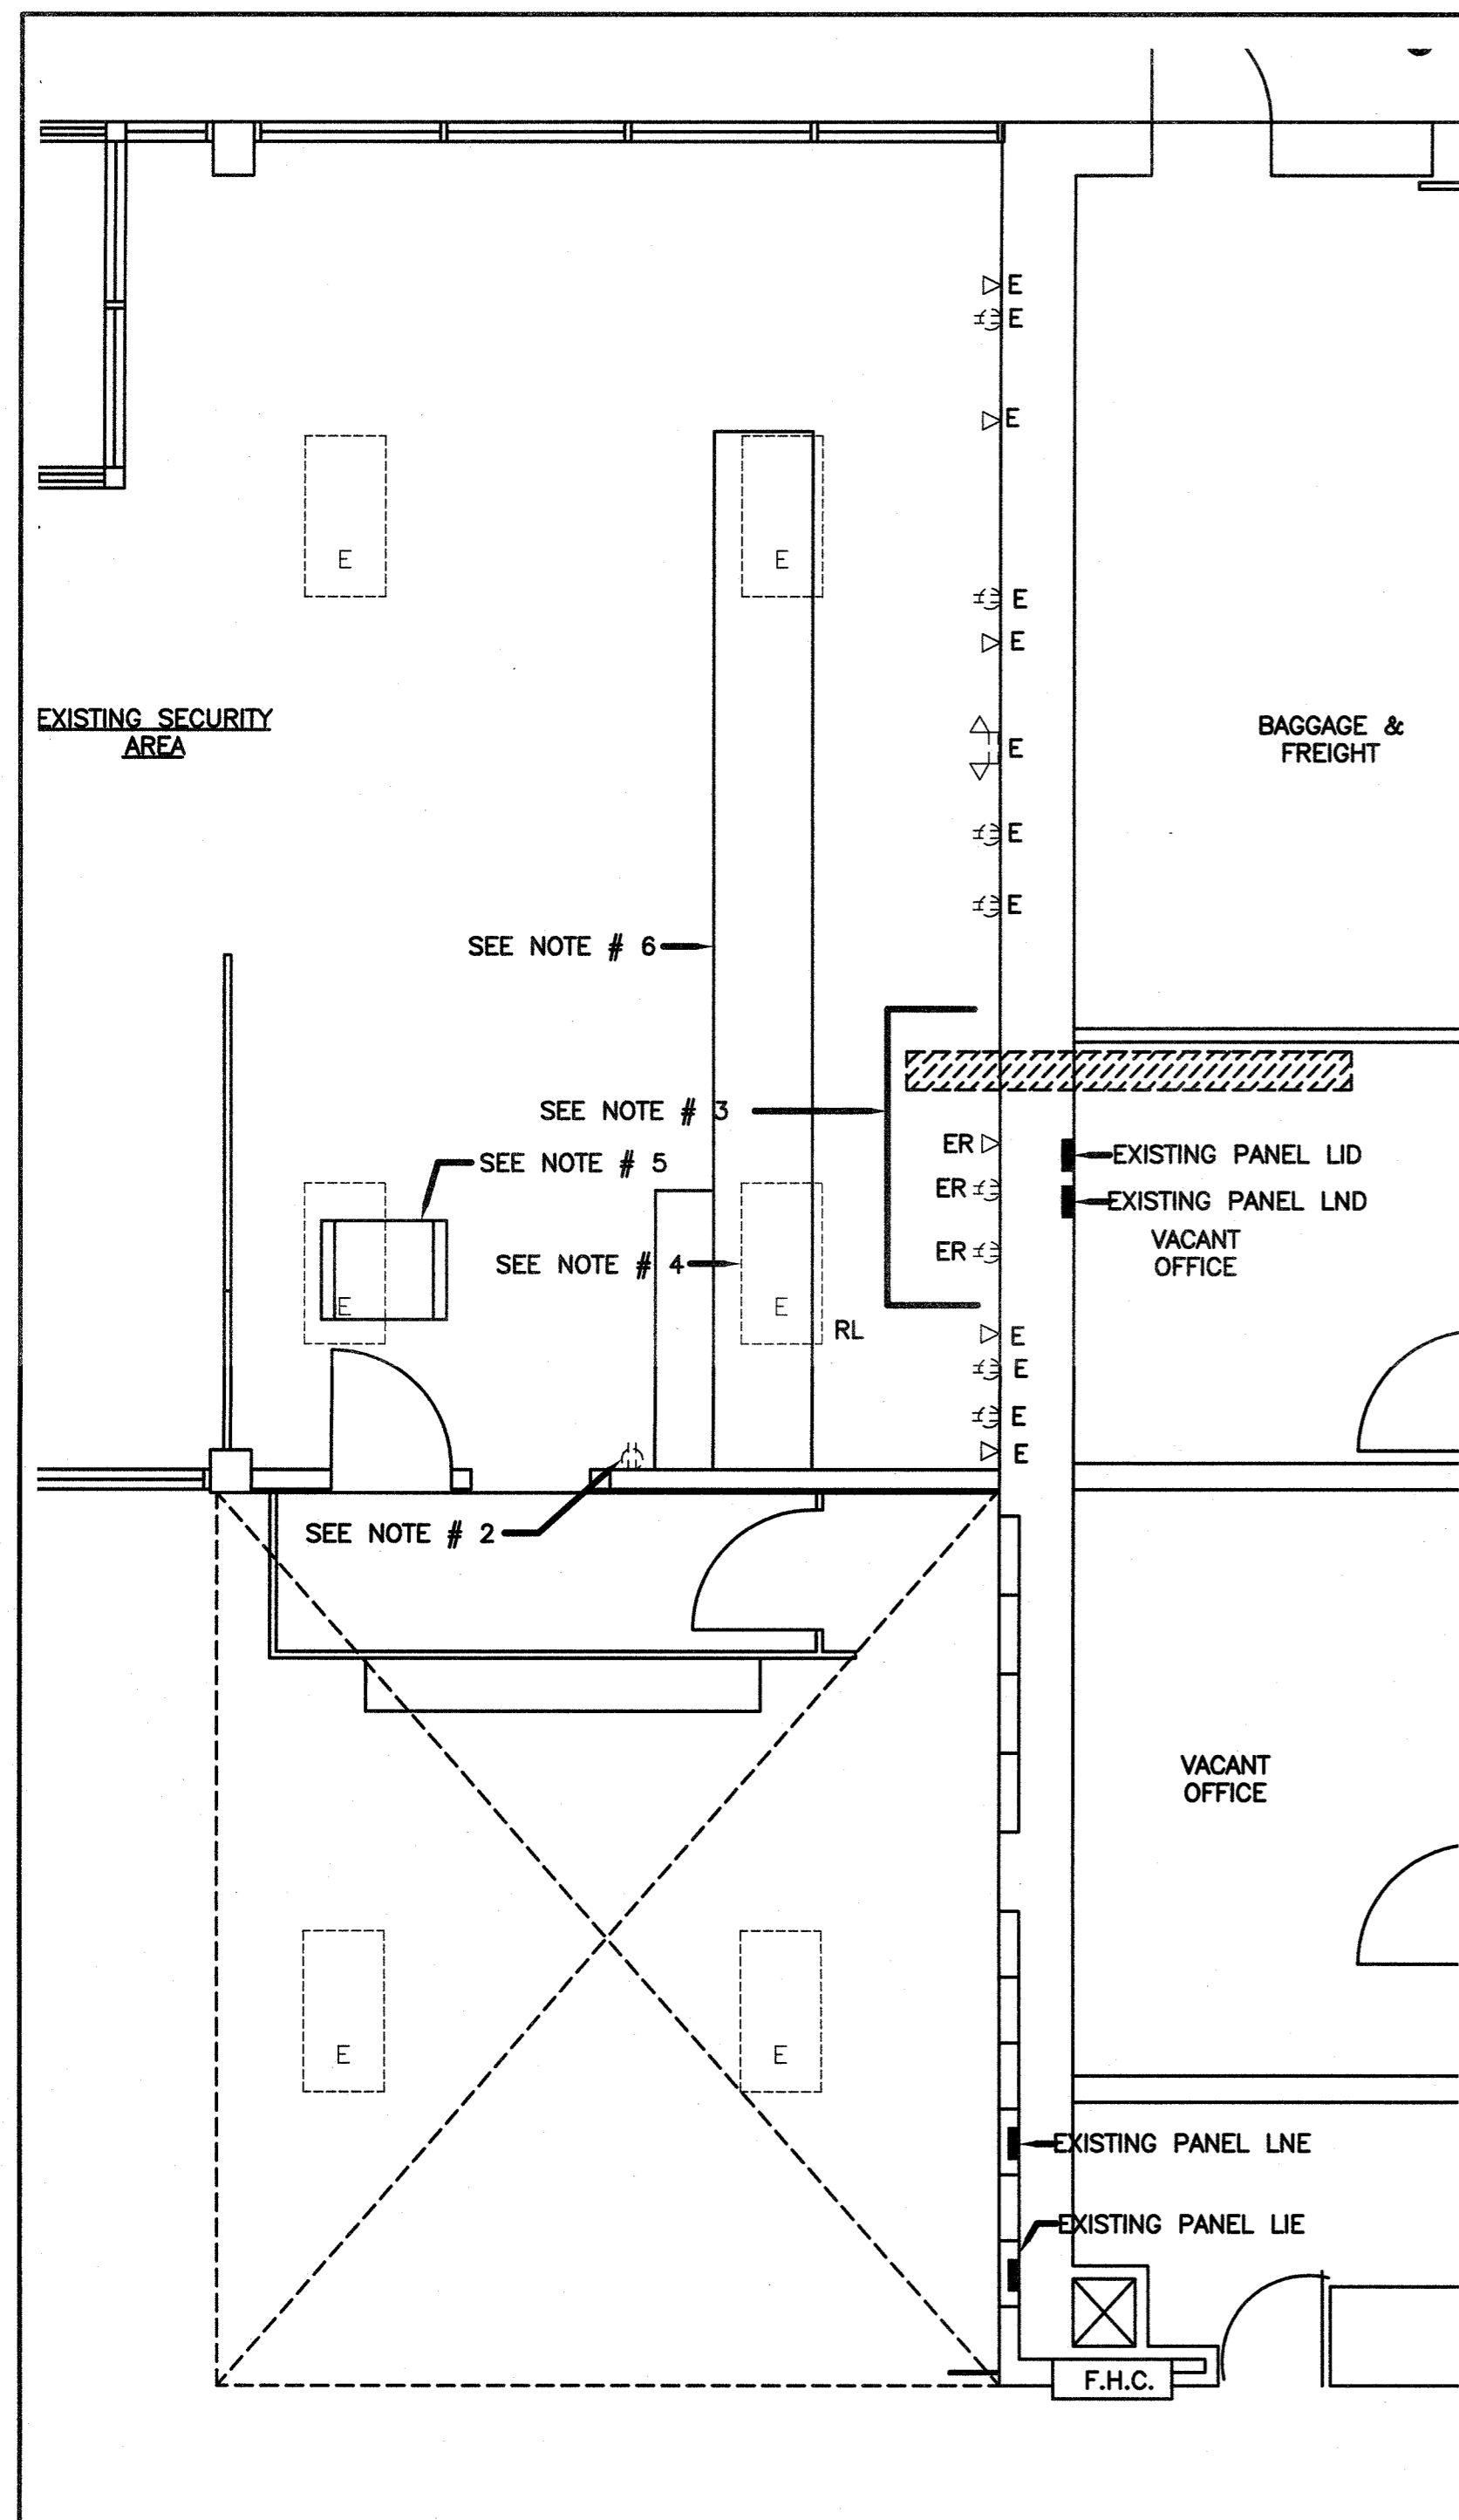 E
E
E
E
E
E
E
EXISTING SECURITY
AREA
BAGGAGE &
FREIGHT
E
E
E
SEE NOTE # 6
SEE NOTE # 3
ER
EXISTING PANEL LID
SEE NOTE # 5
ER
EXISTING PANEL LND
VACANT
OFFICE
ER
SEE NOTE # 4
E
E
RL
E
E
E
E
SEE NOTE # 2
VACANT
OFFICE
E
E
EXISTING PANEL LNE
EXISTING PANEL LIE
F.H.C.